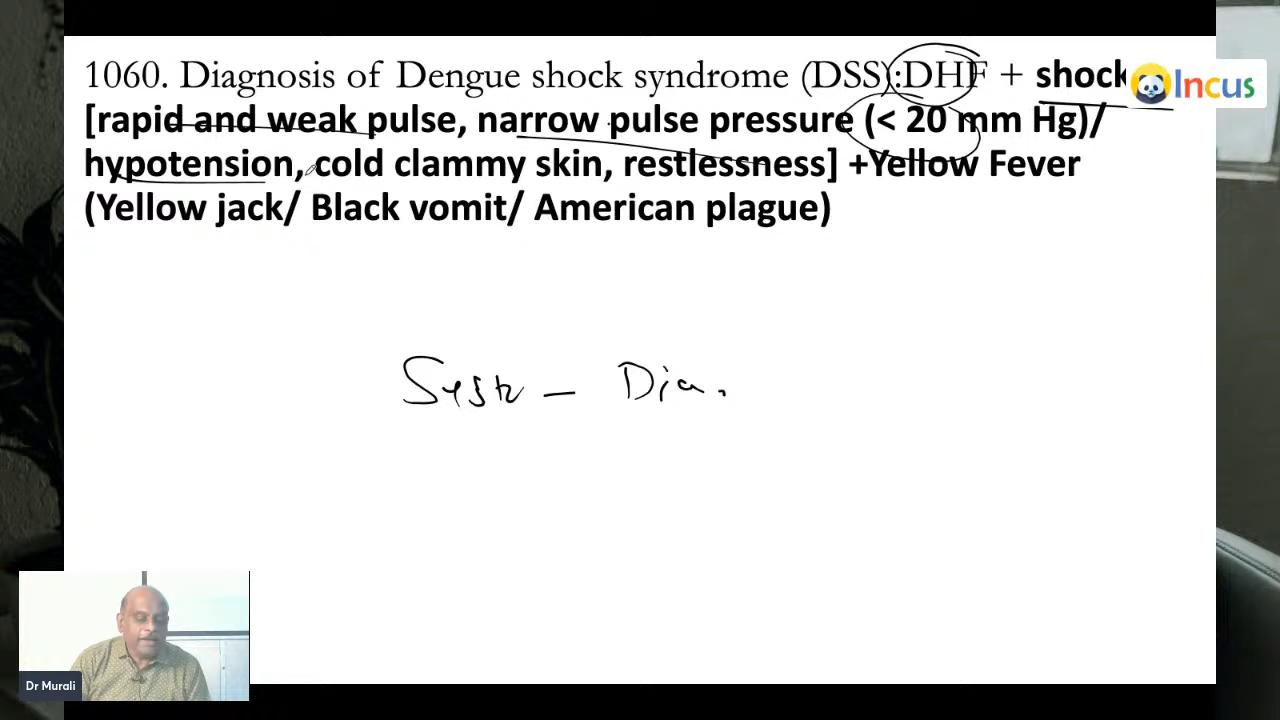 1060. Diagnosis of Dengue shock syndrome (DSS):DHF + shock
Incus
[rapid and weak pulse, narrow pulse pressure (< 20 mm Hg)/
hypotension, cold clammy skin, restlessness] +Yellow Fever
(Yellow jack/ Black vomit/ American plague)
– Dia.
Dr Murali